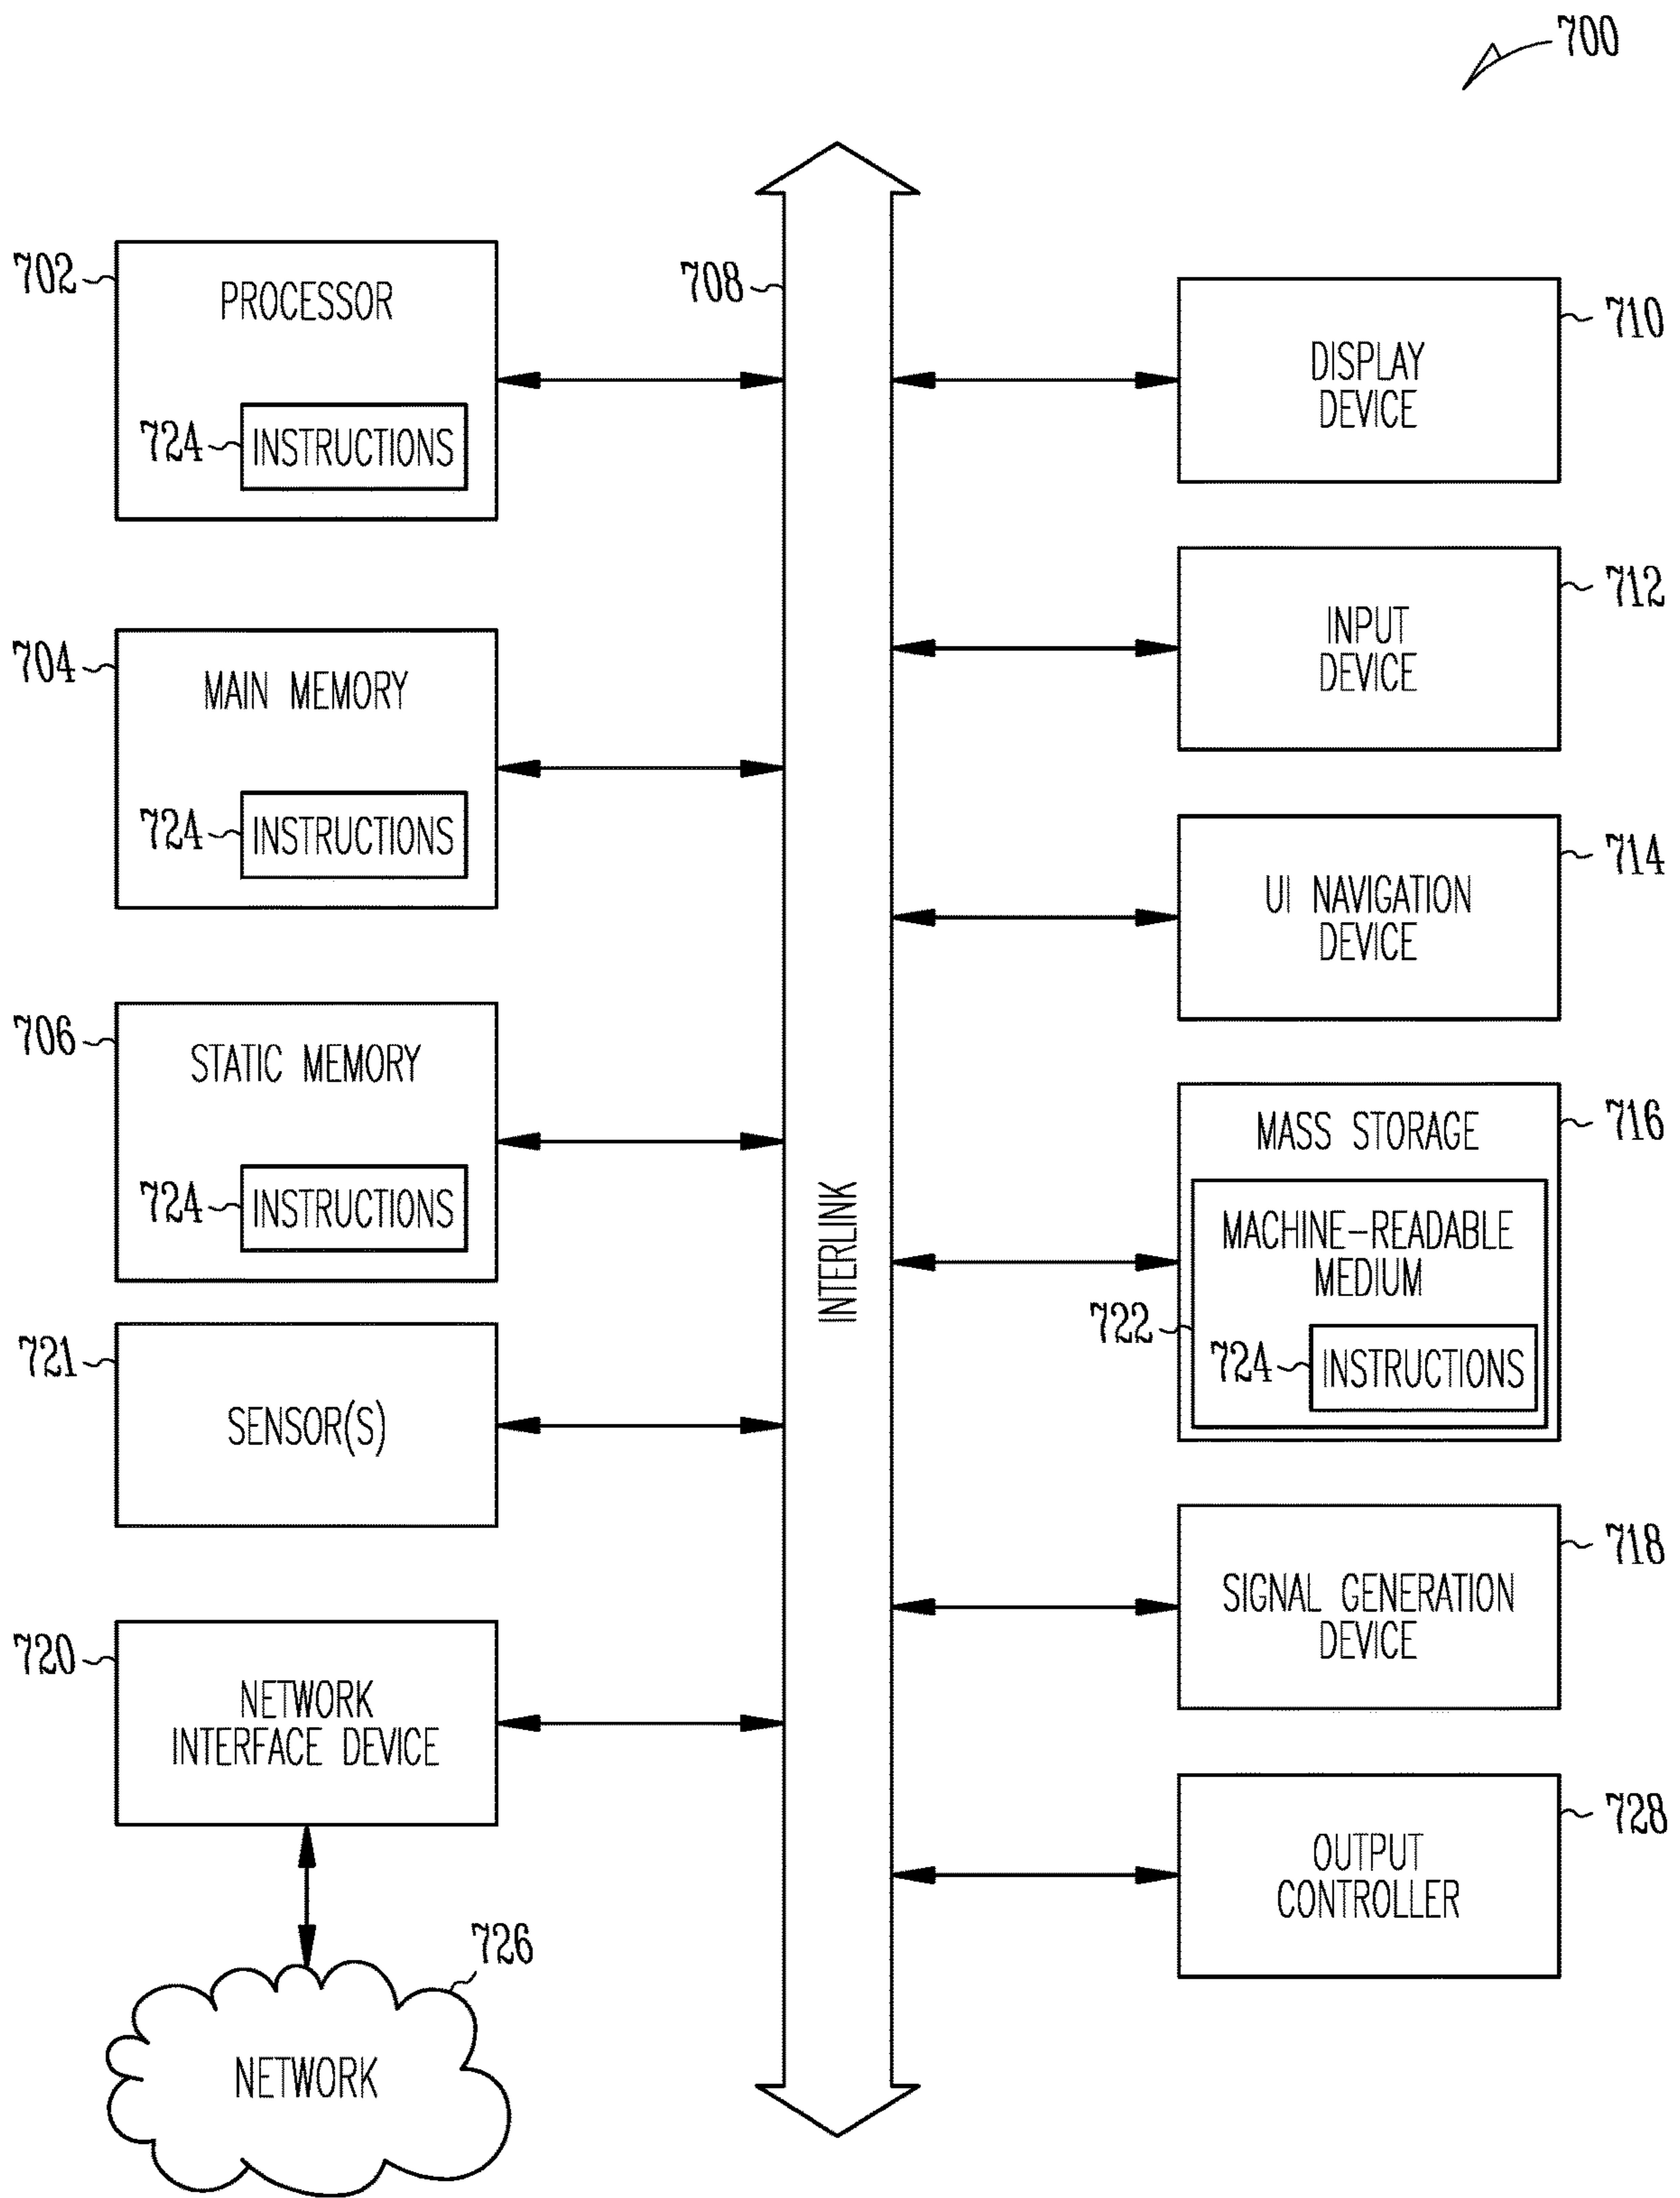 700
702
PROCESSOR
724
INSTRUCTIONS
704
MAIN MEMORY
724
INSTRUCTIONS
706
STATIC MEMORY
724
INSTRUCTIONS
721
SENSOR(S)
720
NETWORK
INTERFACE DEVICE
726
NETWORK
708
INTERLINK
710
DISPLAY
DEVICE
712
INPUT
DEVICE
714
UI NAVIGATION
DEVICE
716
MASS STORAGE
MACHINE-READABLE
MEDIUM
722
724
INSTRUCTIONS
718
SIGNAL GENERATION
DEVICE
728
OUTPUT
CONTROLLER